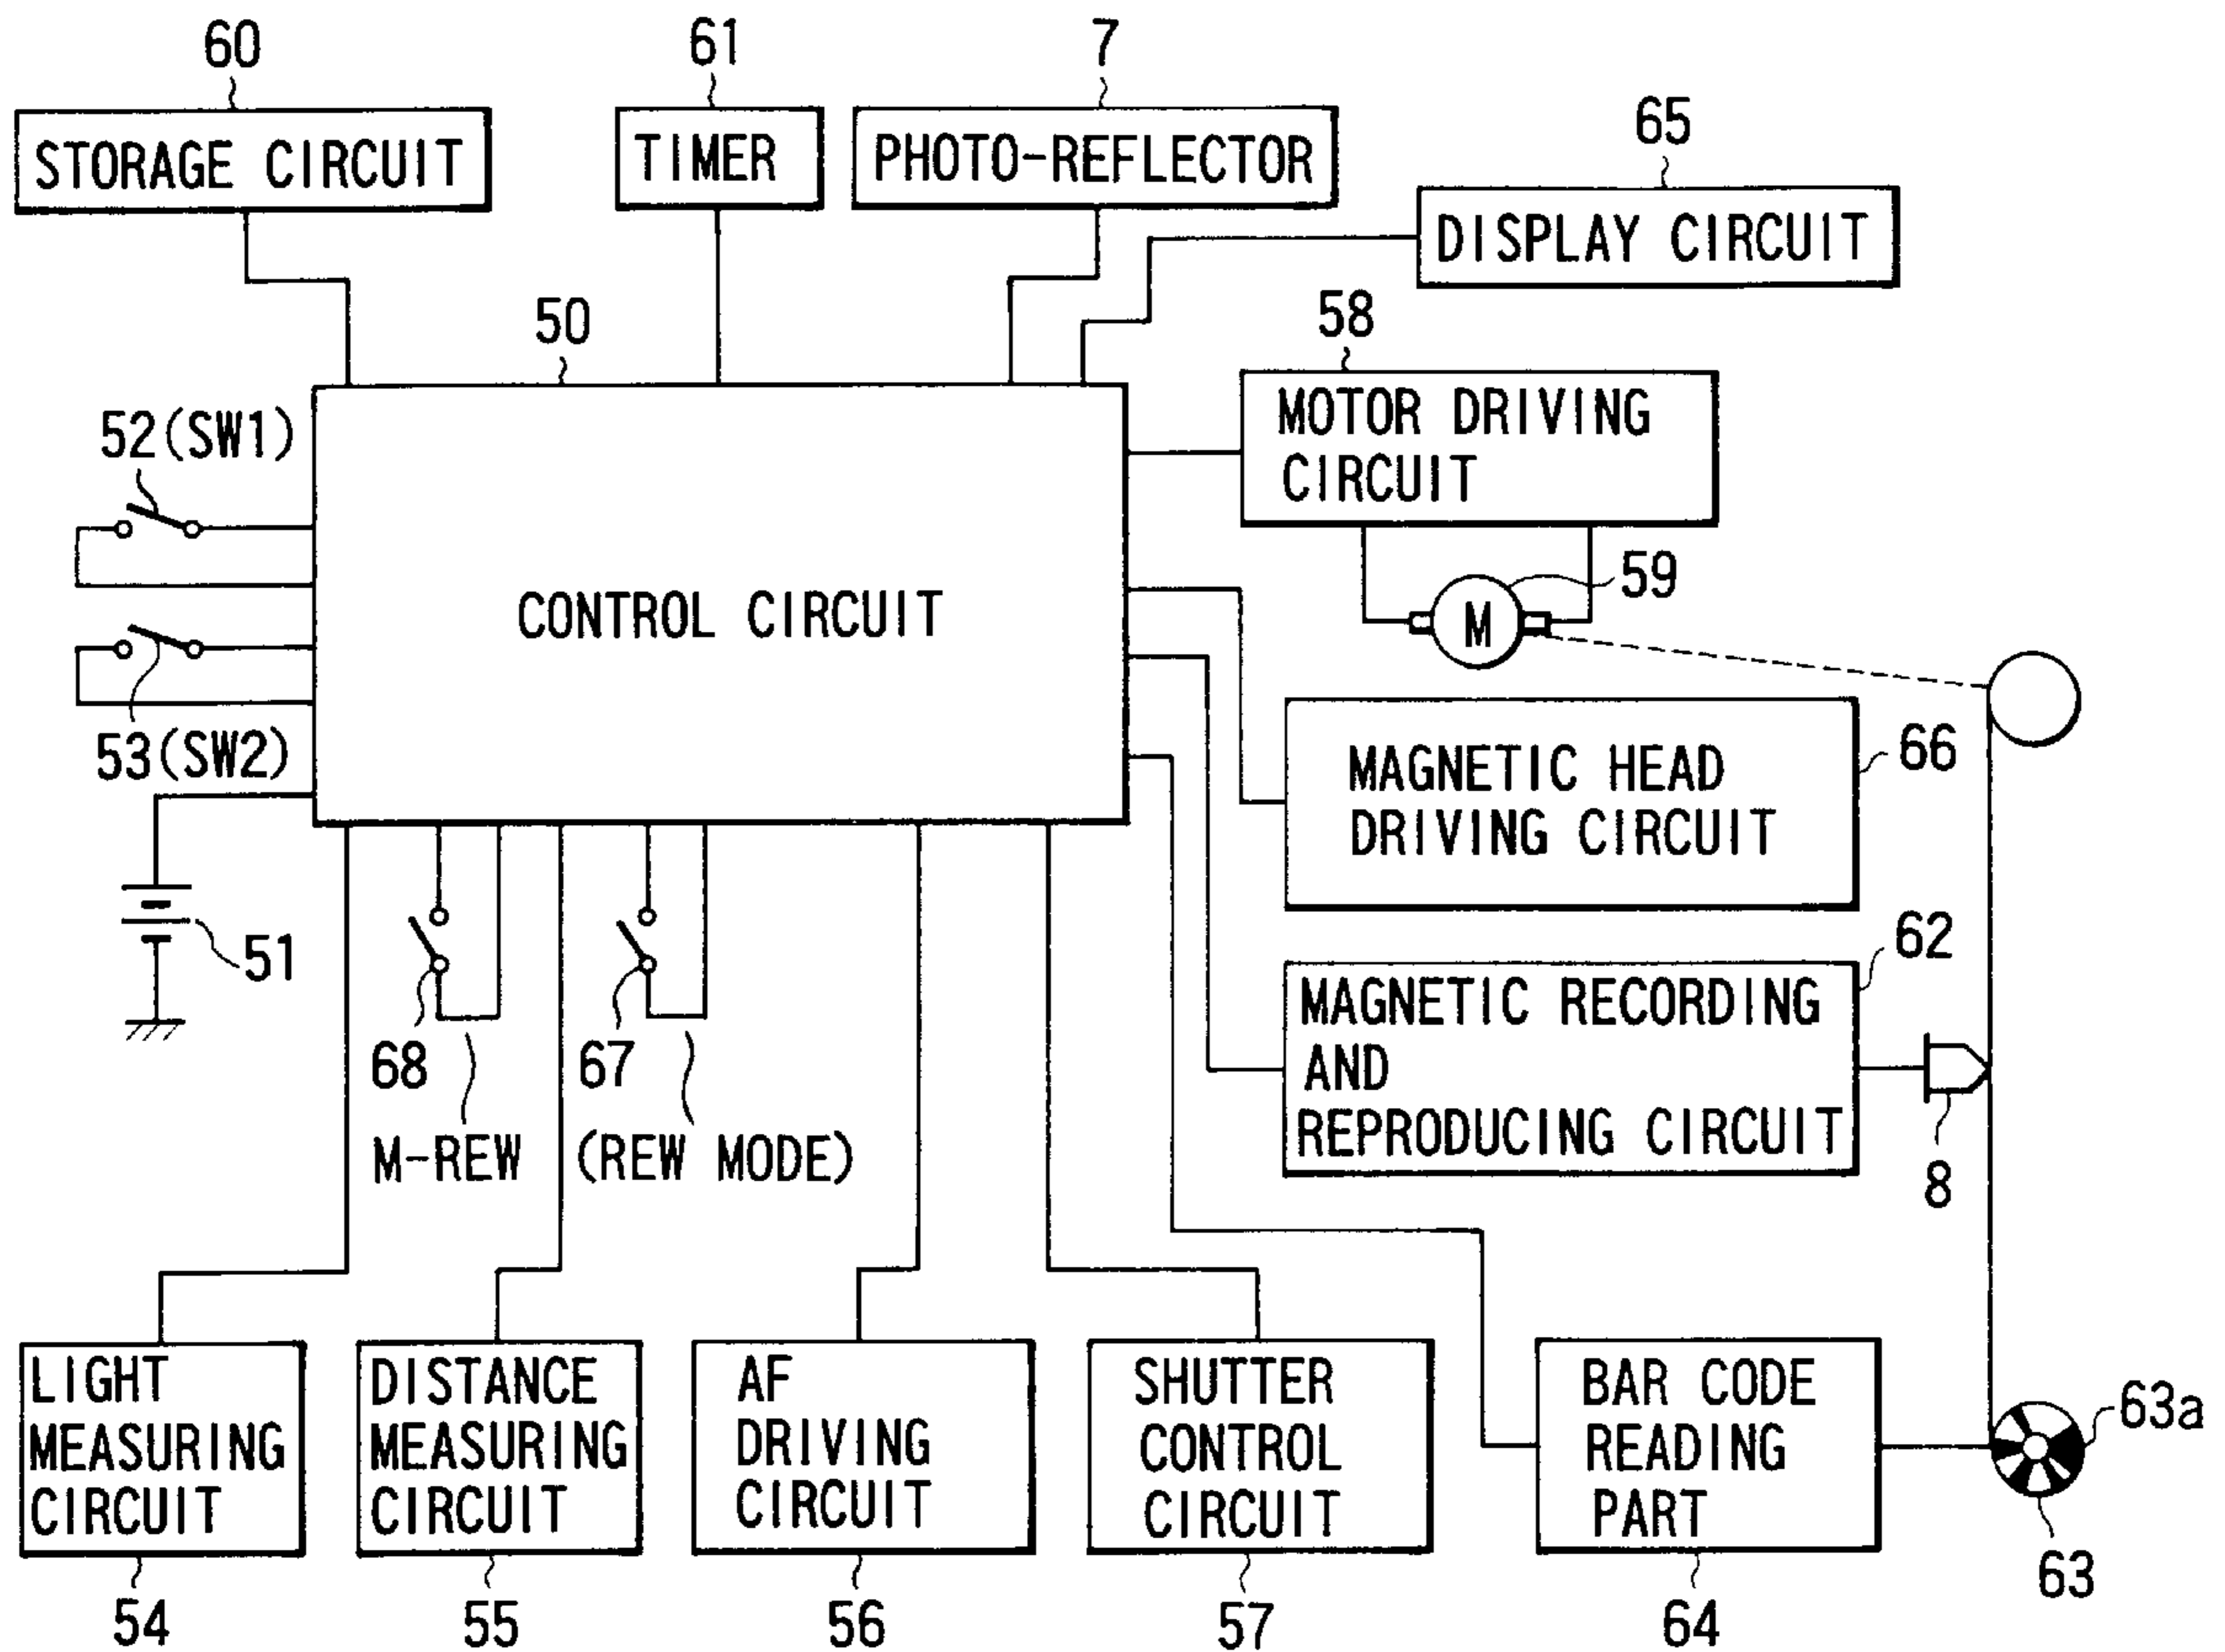 60
61
7
65
STORAGE CIRCUIT
TIMER
PHOTO-REFLECTOR
DISPLAY CIRCUIT
50
58
52(SW1)
MOTOR DRIVING
CIRCUIT
CONTROL CIRCUIT
59
M
53(SW2)
66
MAGNETIC HEAD
DRIVING CIRCUIT
51
62
MAGNETIC RECORDING
AND
REPRODUCING CIRCUIT
68
67
M-REW
(REW MODE)
8
LIGHT
MEASURING
CIRCUIT
DISTANCE
MEASURING
CIRCUIT
AF
DRIVING
CIRCUIT
SHUTTER
CONTROL
CIRCUIT
BAR CODE
READING
PART
63a
63
54
55
56
57
64